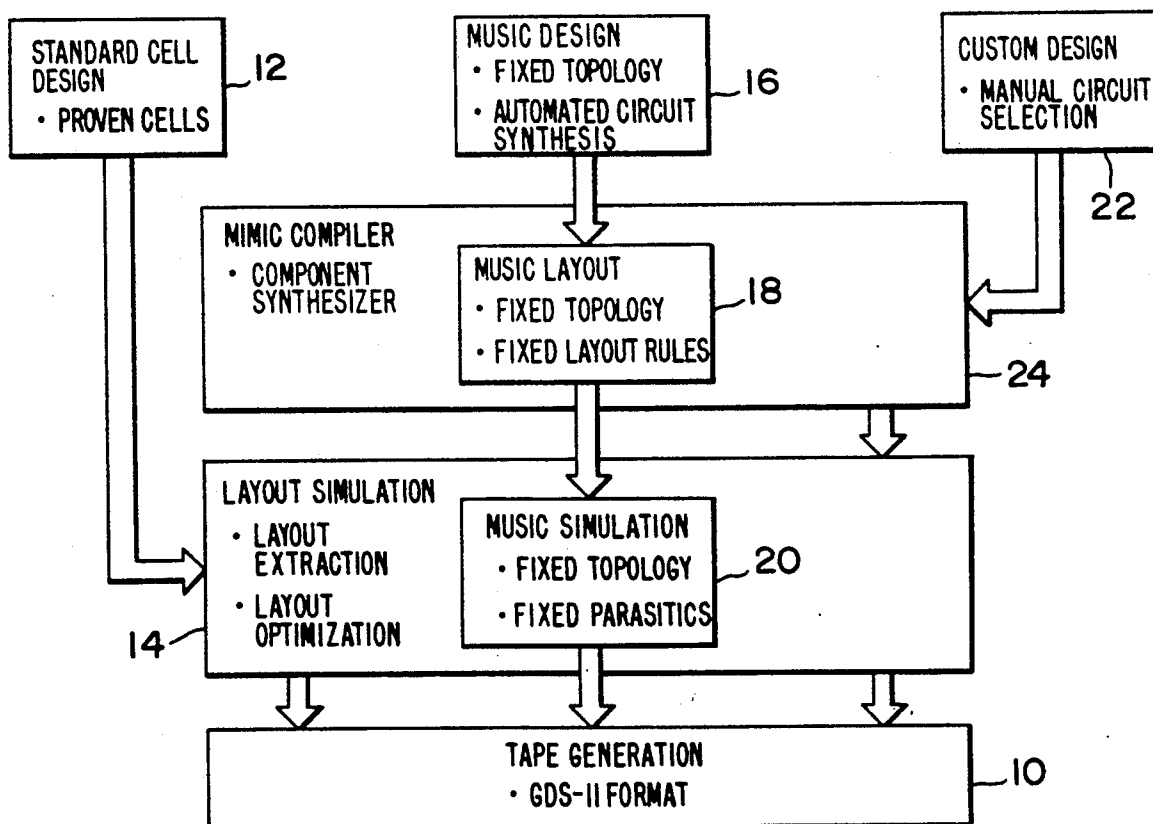 STANDARD CELL
DESIGN
• PROVEN CELLS
12
MUSIC DESIGN
• FIXED TOPOLOGY
• AUTOMATED CIRCUIT
SYNTHESIS
16
CUSTOM DESIGN
• MANUAL CIRCUIT
SELECTION
22
MIMIC COMPILER
• COMPONENT
SYNTHESIZER
MUSIC LAYOUT
• FIXED TOPOLOGY
• FIXED LAYOUT RULES
18
24
LAYOUT SIMULATION
• LAYOUT
EXTRACTION
• LAYOUT
OPTIMIZATION
14
MUSIC SIMULATION
• FIXED TOPOLOGY
• FIXED PARASITICS
20
TAPE GENERATION
• GDS-II FORMAT
10